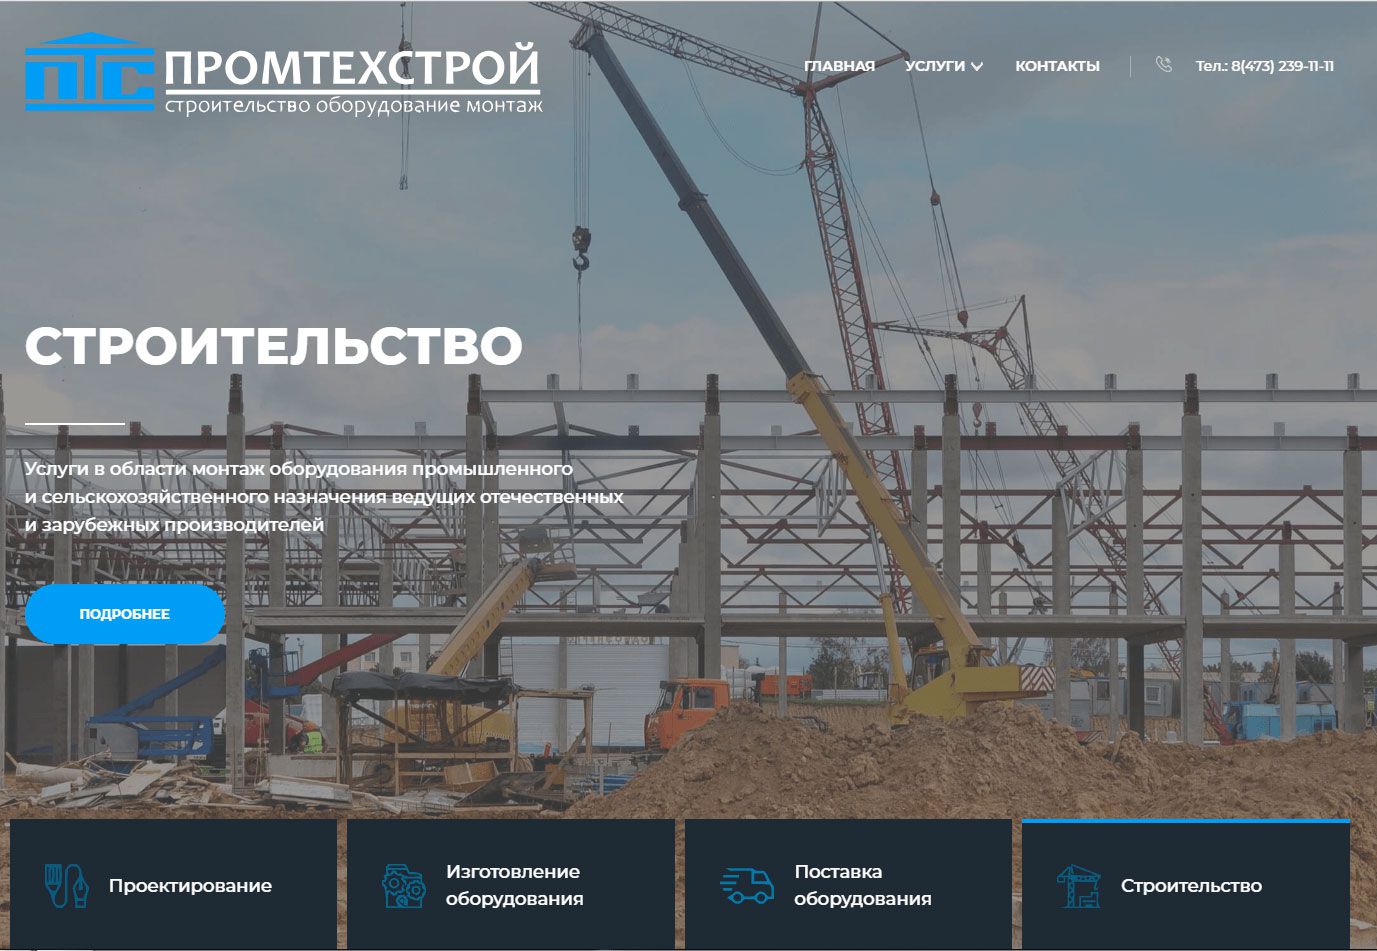 ПТС
ПРОМТЕХСТРОЙ
строительство оборудование монтаж
ГЛАВНАЯ УСЛУГИ КОНТАКТЫ Тел.: 8(473) 239-11-11
СТРОИТЕЛЬСТВО
Услуги в области монтаж оборудования промышленного
и сельскохозяйственного назначения ведущих отечественных
и зарубежных производителей
ПОДРОБНЕЕ
Проектирование
Изготовление
оборудования
Поставка
оборудования
Строительство